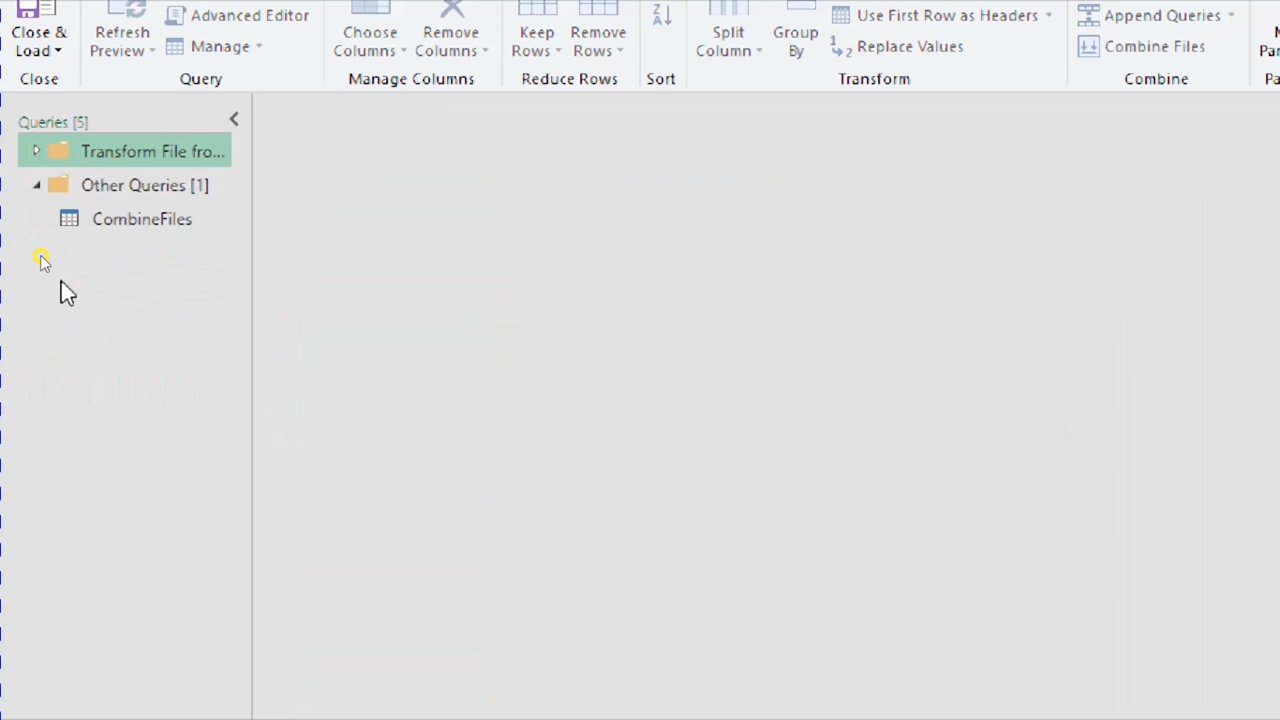 Close &
Load
Refresh
Preview
Advanced Editor
Manage
Choose
Columns
Remove
Columns
Keep
Rows
Remove
Rows
Split
Column
Group
By
Use First Row as Headers
Replace Values
Append Queries
Combine Files
Close
Query
Manage Columns
Reduce Rows
Sort
Transform
Combine
Queries [5]
Transform File fro...
Other Queries [1]
CombineFiles